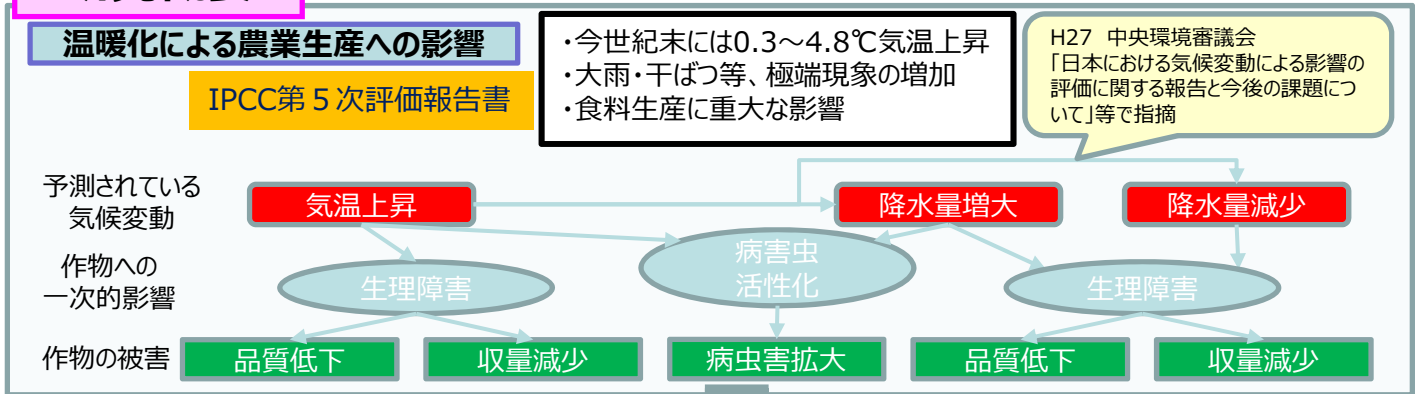 温暖化による農業生産への影響
IPCC第５次評価報告書
・今世紀末には0.3～4.8℃気温上昇
・大雨・干ばつ等、極端現象の増加
・食料生産に重大な影響
H27　中央環境審議会
「日本における気候変動による影響の
評価に関する報告と今後の課題につ
いて」等で指摘
予測されている
気候変動
気温上昇
降水量増大
降水量減少
作物への
一次的影響
生理障害
病害虫
活性化
生理障害
作物の被害
品質低下
収量減少
病虫害拡大
品質低下
収量減少